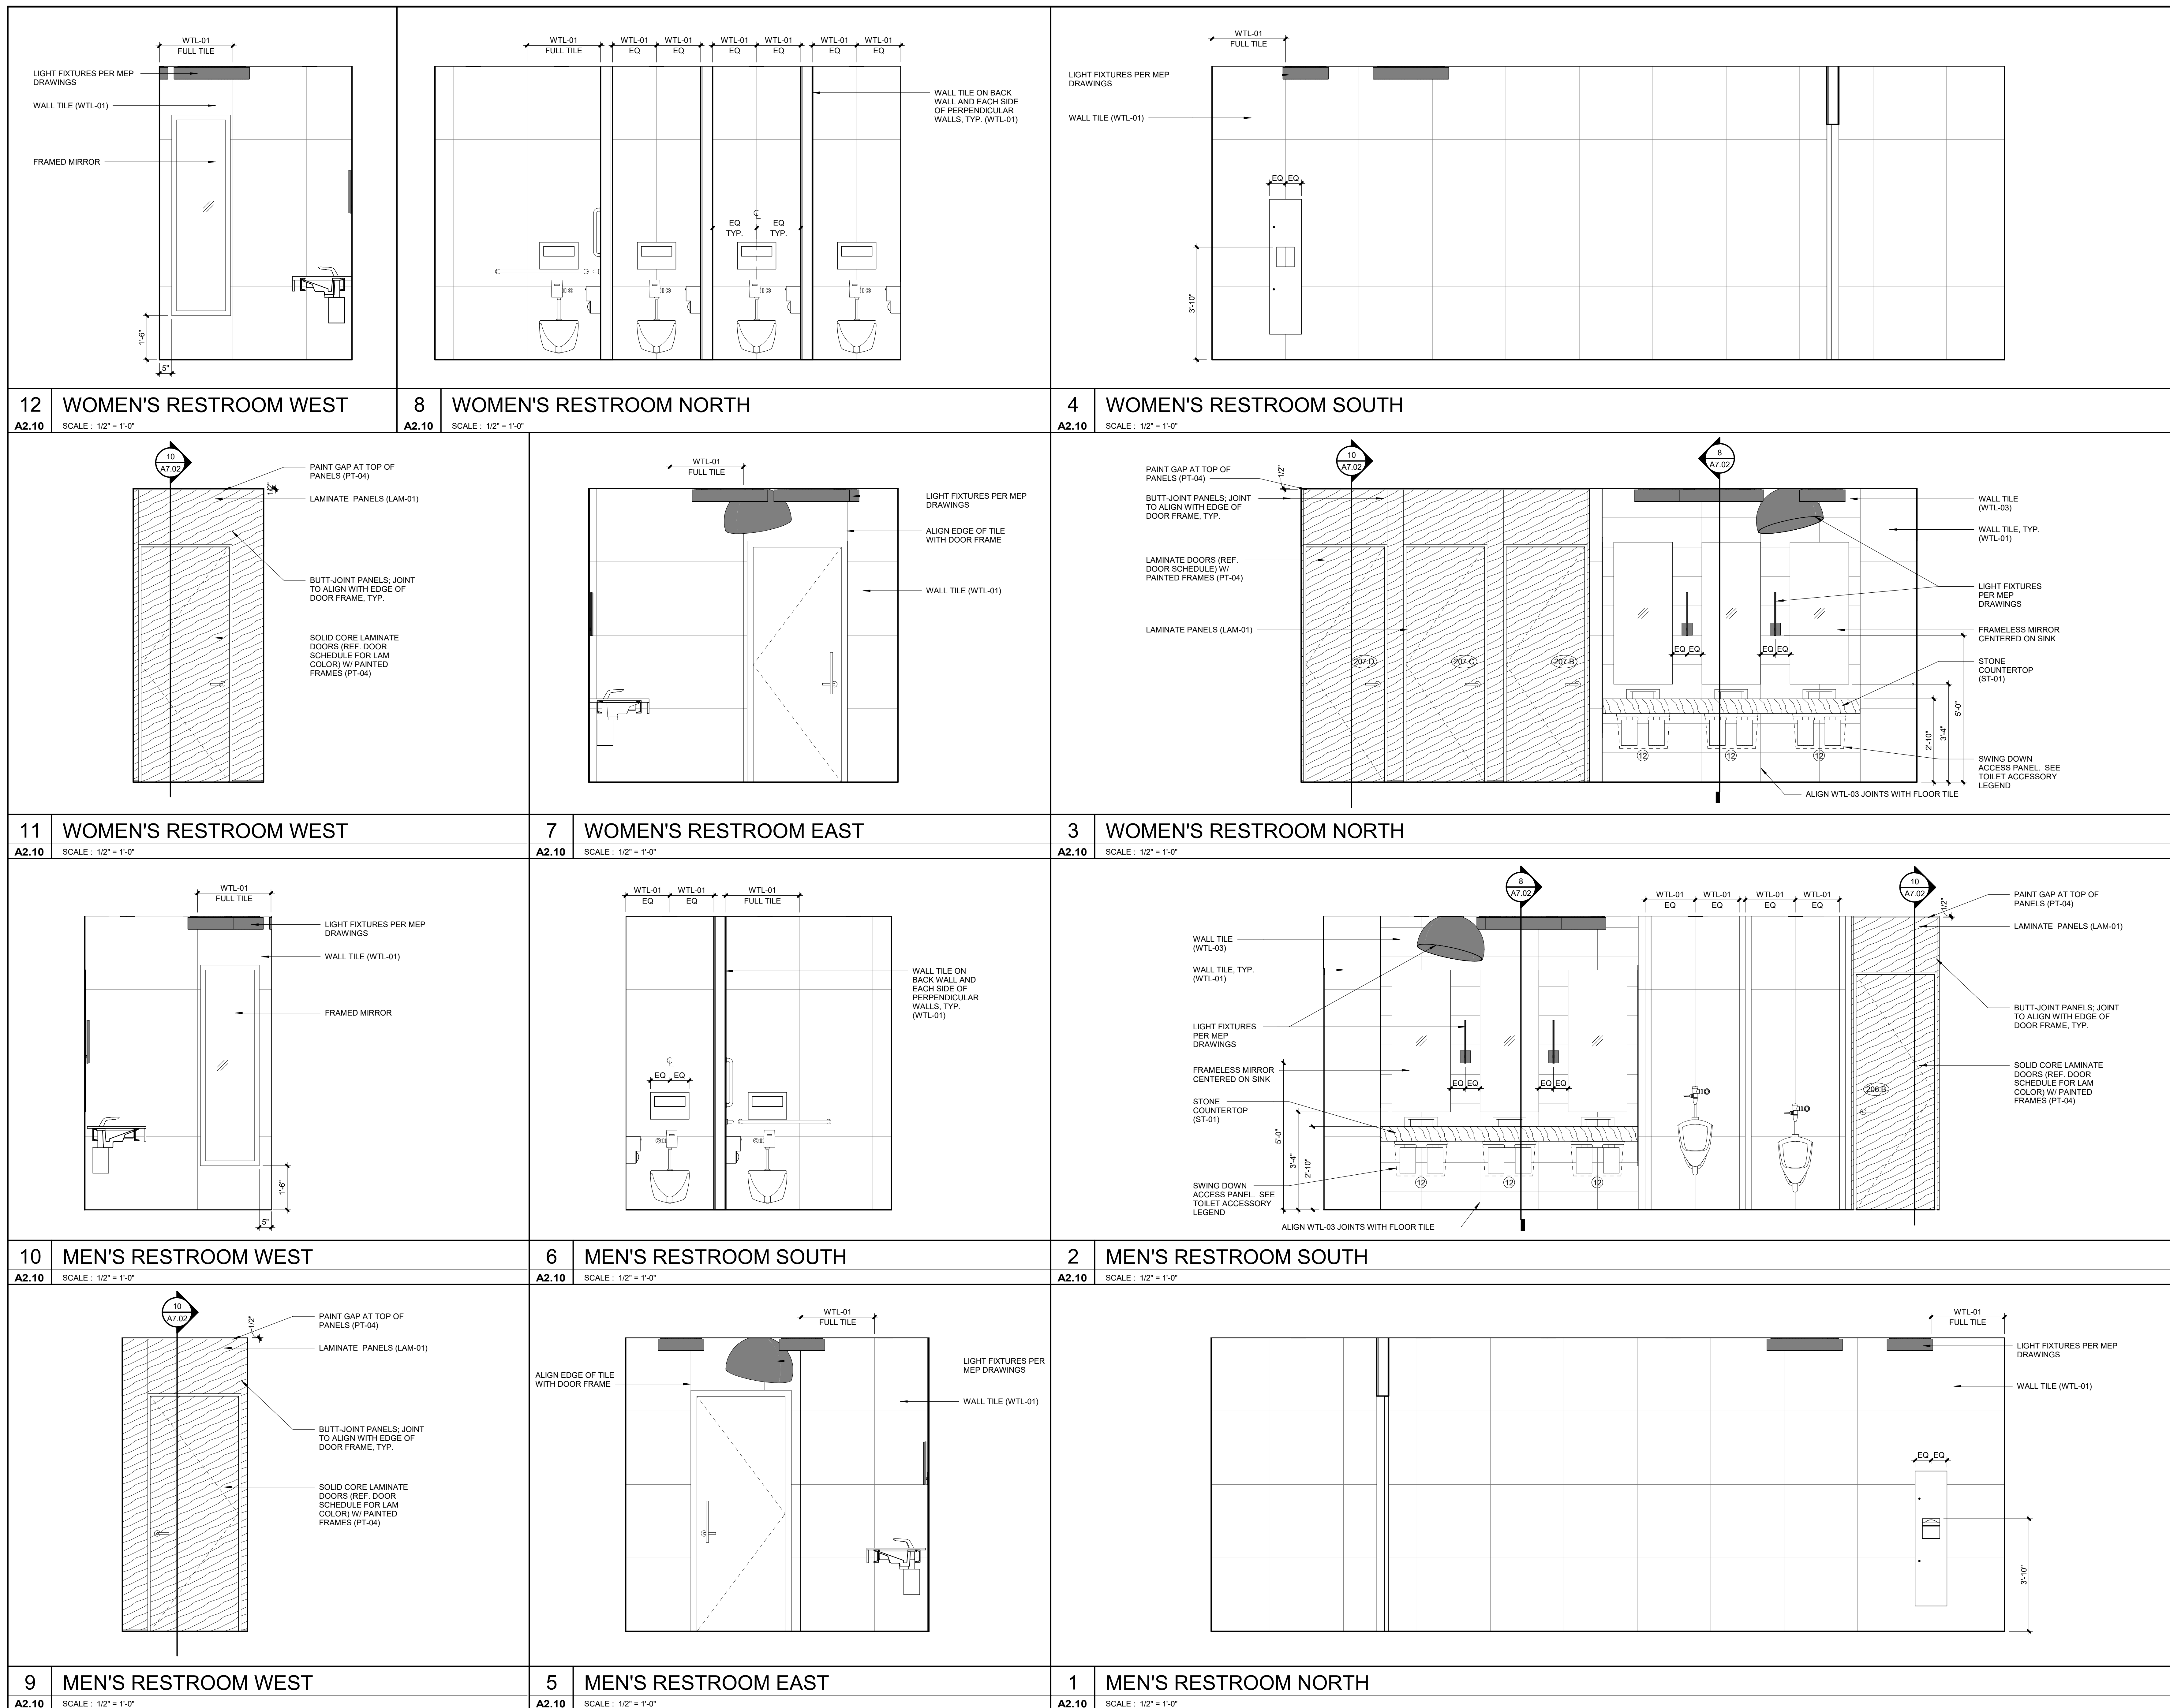 WTL-01
FULL TILE
LIGHT FIXTURES PER MEP
DRAWINGS
WALL TILE (WTL-01)
FRAMED MIRROR
1'-6"
5"
12 WOMEN'S RESTROOM WEST
A2.10 SCALE : 1/2" = 1'-0"
WTL-01 WTL-01 WTL-01 WTL-01 WTL-01 WTL-01 WTL-01
FULL TILE EQ EQ EQ EQ EQ EQ
WALL TILE ON BACK
WALL AND EACH SIDE
OF PERPENDICULAR
WALLS, TYP. (WTL-01)
EQ EQ
TYP. TYP.
8 WOMEN'S RESTROOM NORTH
A2.10 SCALE : 1/2" = 1'-0"
WTL-01
FULL TILE
LIGHT FIXTURES PER MEP
DRAWINGS
WALL TILE (WTL-01)
EQ EQ
3'-10"
4 WOMEN'S RESTROOM SOUTH
A2.10 SCALE : 1/2" = 1'-0"
10
A7.02
PAINT GAP AT TOP OF
PANELS (PT-04)
1/2"
LAMINATE PANELS (LAM-01)
BUTT-JOINT PANELS; JOINT
TO ALIGN WITH EDGE OF
DOOR FRAME, TYP.
SOLID CORE LAMINATE
DOORS (REF. DOOR
SCHEDULE FOR LAM
COLOR) W/ PAINTED
FRAMES (PT-04)
11 WOMEN'S RESTROOM WEST
A2.10 SCALE : 1/2" = 1'-0"
WTL-01
FULL TILE
LIGHT FIXTURES PER MEP
DRAWINGS
ALIGN EDGE OF TILE
WITH DOOR FRAME
WALL TILE (WTL-01)
7 WOMEN'S RESTROOM EAST
A2.10 SCALE : 1/2" = 1'-0"
10
A7.02
8
A7.02
PAINT GAP AT TOP OF
PANELS (PT-04)
1/2"
BUTT-JOINT PANELS; JOINT
TO ALIGN WITH EDGE OF
DOOR FRAME, TYP.
LAMINATE DOORS (REF.
DOOR SCHEDULE) W/
PAINTED FRAMES (PT-04)
LAMINATE PANELS (LAM-01)
207.D 207.C 207.B
EQ EQ EQ EQ
12 12 12
WALL TILE
(WTL-03)
WALL TILE, TYP.
(WTL-01)
LIGHT FIXTURES
PER MEP
DRAWINGS
FRAMELESS MIRROR
CENTERED ON SINK
STONE
COUNTERTOP
(ST-01)
2'-10"
3'-4"
5'-0"
SWING DOWN
ACCESS PANEL. SEE
TOILET ACCESSORY
LEGEND
ALIGN WTL-03 JOINTS WITH FLOOR TILE
3 WOMEN'S RESTROOM NORTH
A2.10 SCALE : 1/2" = 1'-0"
WTL-01
FULL TILE
LIGHT FIXTURES PER MEP
DRAWINGS
WALL TILE (WTL-01)
FRAMED MIRROR
1'-6"
5"
10 MEN'S RESTROOM WEST
A2.10 SCALE : 1/2" = 1'-0"
WTL-01 WTL-01 WTL-01
EQ EQ FULL TILE
WALL TILE ON
BACK WALL AND
EACH SIDE OF
PERPENDICULAR
WALLS, TYP.
(WTL-01)
EQ EQ
6 MEN'S RESTROOM SOUTH
A2.10 SCALE : 1/2" = 1'-0"
8
A7.02
10
A7.02
WTL-01 WTL-01 WTL-01 WTL-01
EQ EQ EQ EQ
WALL TILE
(WTL-03)
WALL TILE, TYP.
(WTL-01)
LIGHT FIXTURES
PER MEP
DRAWINGS
FRAMELESS MIRROR
CENTERED ON SINK
STONE
COUNTERTOP
(ST-01)
5'-0"
3'-4"
2'-10"
SWING DOWN
ACCESS PANEL. SEE
TOILET ACCESSORY
LEGEND
ALIGN WTL-03 JOINTS WITH FLOOR TILE
EQ EQ EQ EQ
12 12 12
206.B
1/2"
PAINT GAP AT TOP OF
PANELS (PT-04)
LAMINATE PANELS (LAM-01)
BUTT-JOINT PANELS; JOINT
TO ALIGN WITH EDGE OF
DOOR FRAME, TYP.
SOLID CORE LAMINATE
DOORS (REF. DOOR
SCHEDULE FOR LAM
COLOR) W/ PAINTED
FRAMES (PT-04)
2 MEN'S RESTROOM SOUTH
A2.10 SCALE : 1/2" = 1'-0"
10
A7.02
1/2"
PAINT GAP AT TOP OF
PANELS (PT-04)
LAMINATE PANELS (LAM-01)
BUTT-JOINT PANELS; JOINT
TO ALIGN WITH EDGE OF
DOOR FRAME, TYP.
SOLID CORE LAMINATE
DOORS (REF. DOOR
SCHEDULE FOR LAM
COLOR) W/ PAINTED
FRAMES (PT-04)
9 MEN'S RESTROOM WEST
A2.10 SCALE : 1/2" = 1'-0"
WTL-01
FULL TILE
ALIGN EDGE OF TILE
WITH DOOR FRAME
LIGHT FIXTURES PER
MEP DRAWINGS
WALL TILE (WTL-01)
5 MEN'S RESTROOM EAST
A2.10 SCALE : 1/2" = 1'-0"
WTL-01
FULL TILE
LIGHT FIXTURES PER MEP
DRAWINGS
WALL TILE (WTL-01)
EQ EQ
3'-10"
1 MEN'S RESTROOM NORTH
A2.10 SCALE : 1/2" = 1'-0"